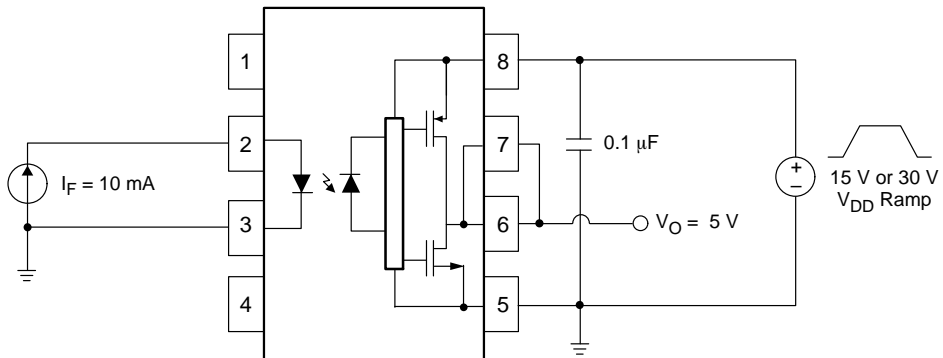 1
8
2
7
0.1 μF
I_F = 10 mA
15 V or 30 V
V_DD Ramp
3
6
V_O = 5 V
4
5